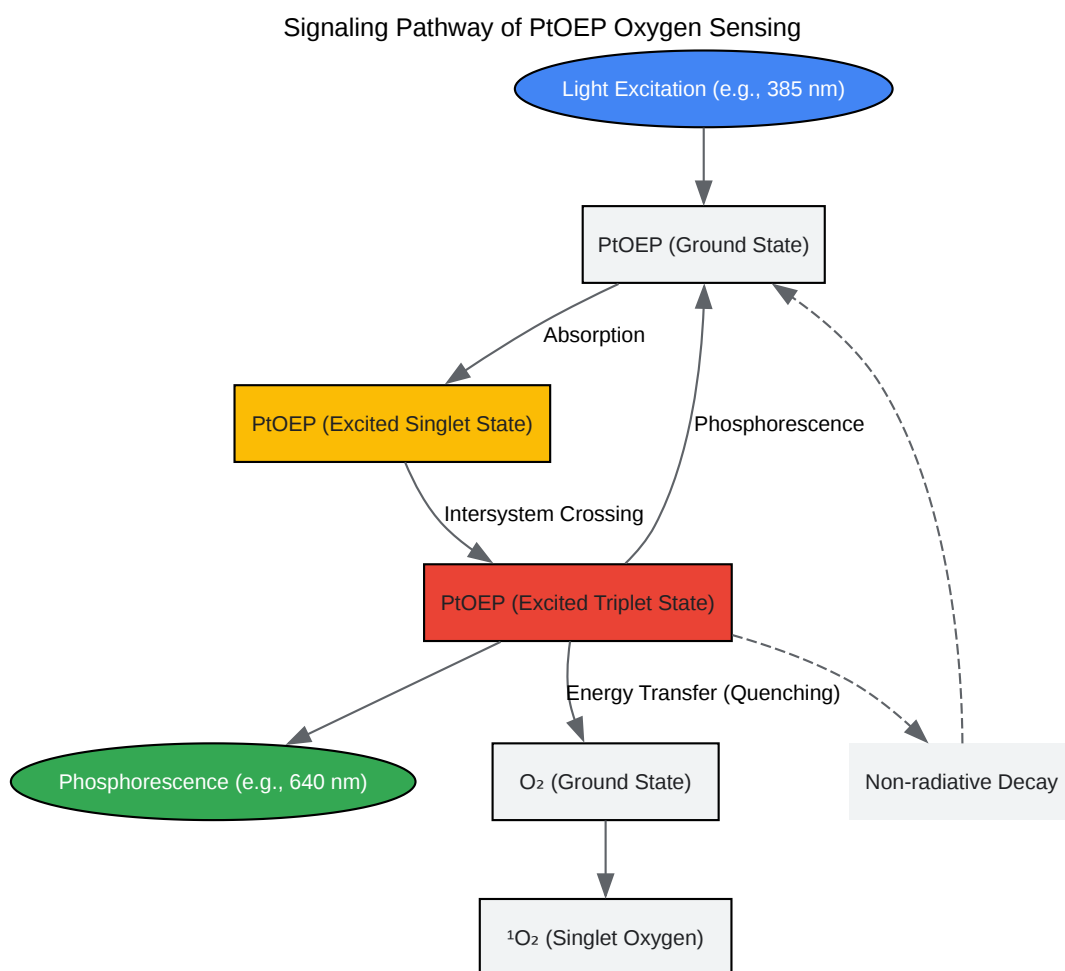 Signaling Pathway of PtOEP Oxygen Sensing
Light Excitation (e.g., 385 nm)
PtOEP (Ground State)
Absorption
PtOEP (Excited Singlet State)
Phosphorescence
Intersystem Crossing
PtOEP (Excited Triplet State)
Energy Transfer (Quenching)
Phosphorescence (e.g., 640 nm)
O₂ (Ground State)
Non-radiative Decay
¹O₂ (Singlet Oxygen)